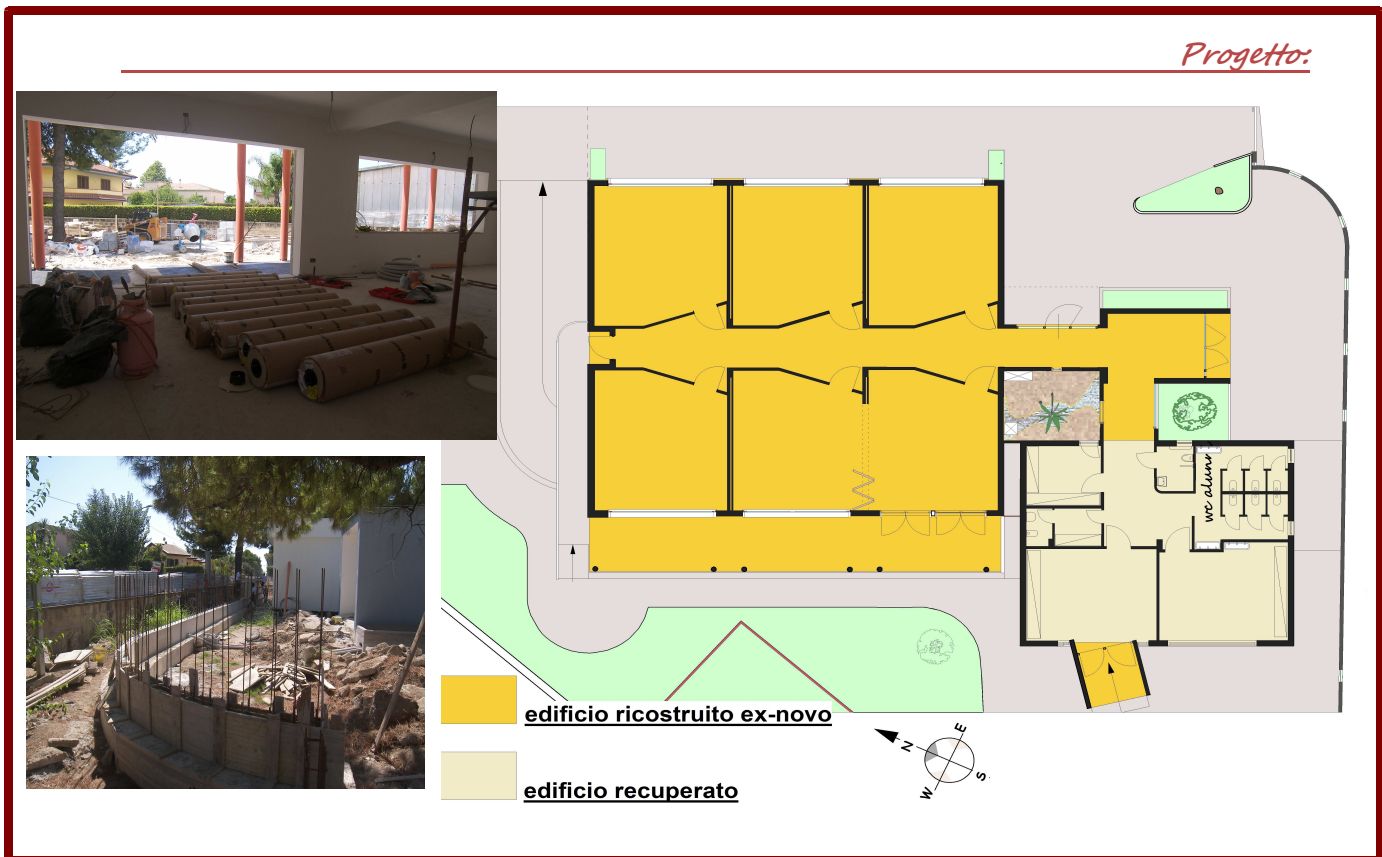 Progetto:
wc alunni
edificio ricostruito ex-novo
edificio recuperato
N
E
S
W